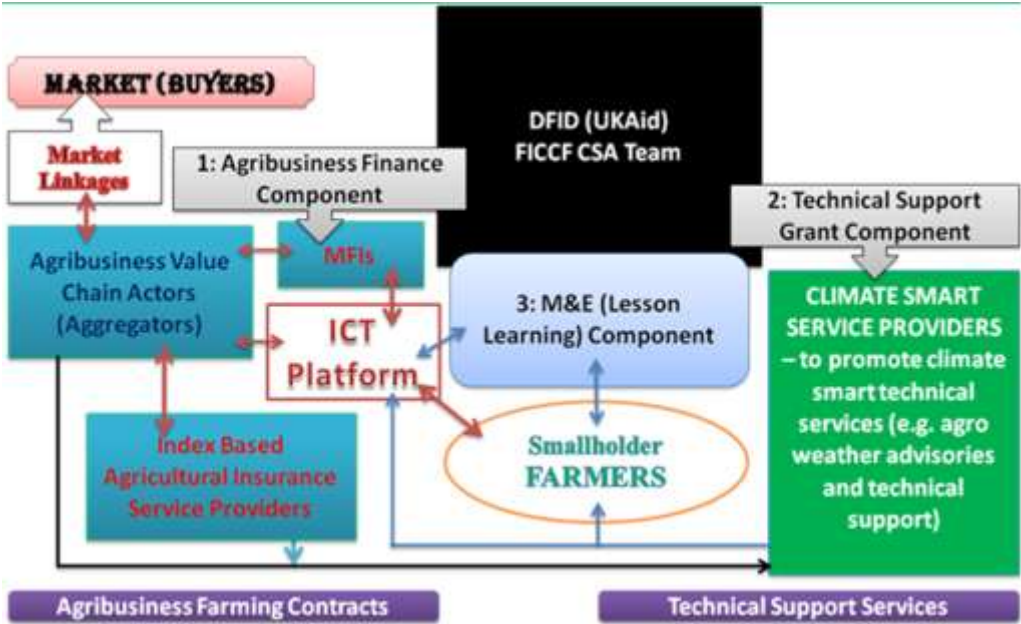 MARKET (BUYERS)
Market
Linkages
1: Agribusiness Finance
Component
DFID (UKAid)
FICCF CSA Team
2: Technical Support
Grant Component
Agribusiness Value
Chain Actors
(Aggregators)
MFIs
ICT
Platform
3: M&E (Lesson
Learning) Component
CLIMATE SMART
SERVICE PROVIDERS
– to promote climate
smart technical
services (e.g. agro
weather advisories
and technical
support)
Index Based
Agricultural Insurance
Service Providers
Smallholder
FARMERS
Agribusiness Farming Contracts
Technical Support Services